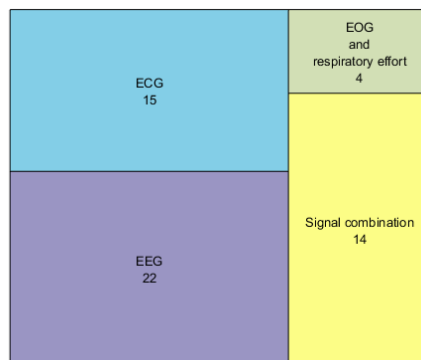 ECG
15
EOG
and
respiratory effort
4
EEG
22
Signal combination
14